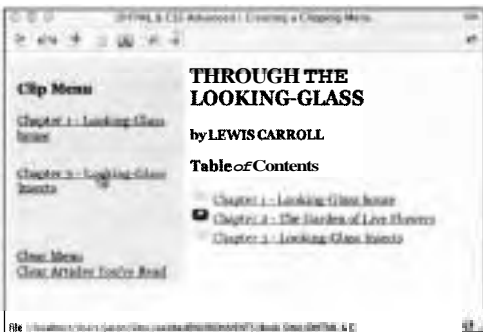 DHTML & CSS Advanced | Creating a Clipping Menu
Clip Menu
Chapter 1 - Looking-Glass
house
Chapter 3 - Looking-Glass
Insects
Clear Menu
Clear Articles You've Read
THROUGH THE
LOOKING-GLASS
by LEWIS CARROLL
Table of Contents
Chapter 1 - Looking-Glass house
Chapter 2 - The Garden of Live Flowers
Chapter 3 - Looking-Glass Insects
file